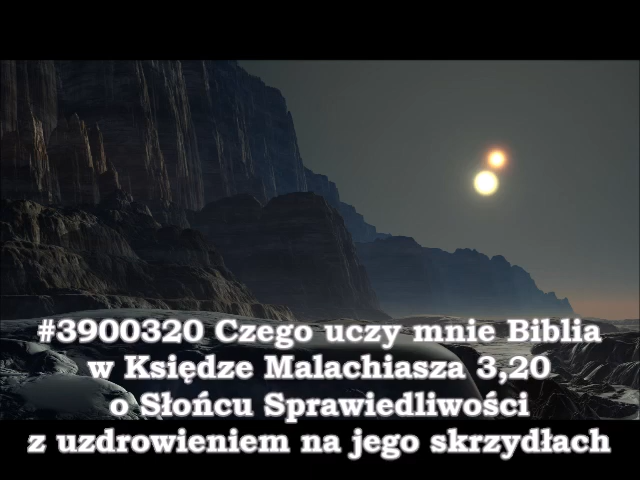 #3900320 Czego uczy mnie Biblia
w Księdze Malachiasza 3,20
o Słońcu Sprawiedliwości
z uzdrowieniem na jego skrzydłach